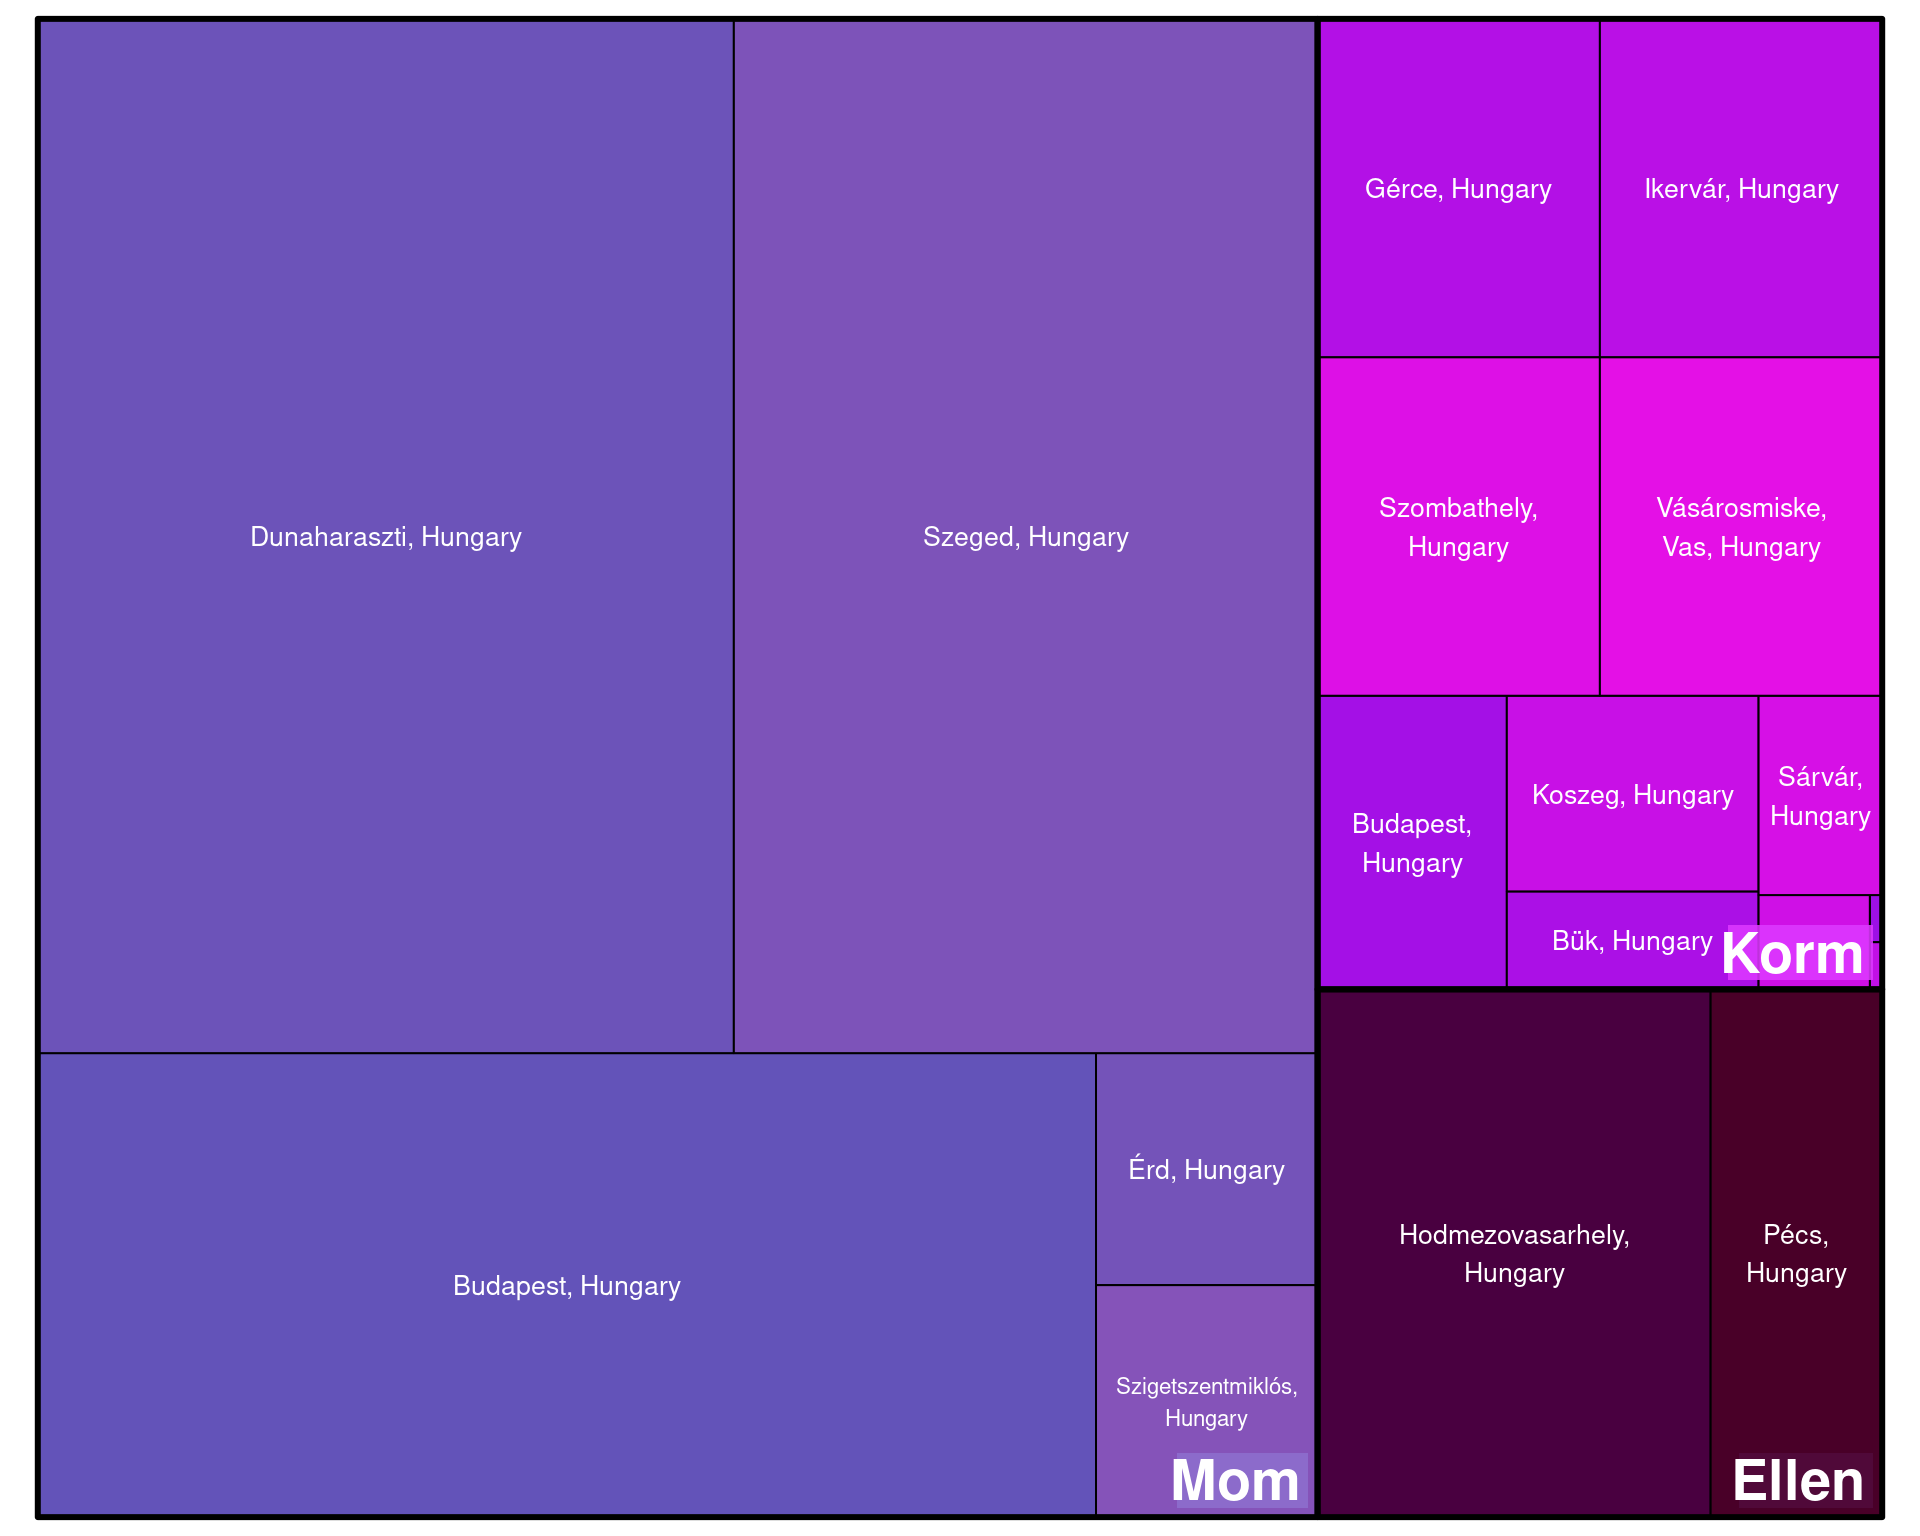 Dunaharaszti, Hungary
Szeged, Hungary
Budapest, Hungary
Érd, Hungary
Szigetszentmiklós,
Hungary
Mom
Gérce, Hungary
Ikervár, Hungary
Szombathely,
Hungary
Vásárosmiske,
Vas, Hungary
Budapest,
Hungary
Koszeg, Hungary
Sárvár,
Hungary
Bük, Hungary
Korm
Hodmezovasarhely,
Hungary
Pécs,
Hungary
Ellen